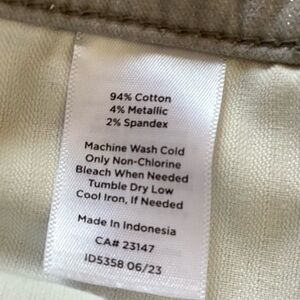 94% Cotton
4% Metallic
2% Spandex
Machine Wash Cold
Only Non-Chlorine
Bleach When Needed
Tumble Dry Low
Cool Iron, If Needed
Made in Indonesia
CA# 23147
ID5358 06/23